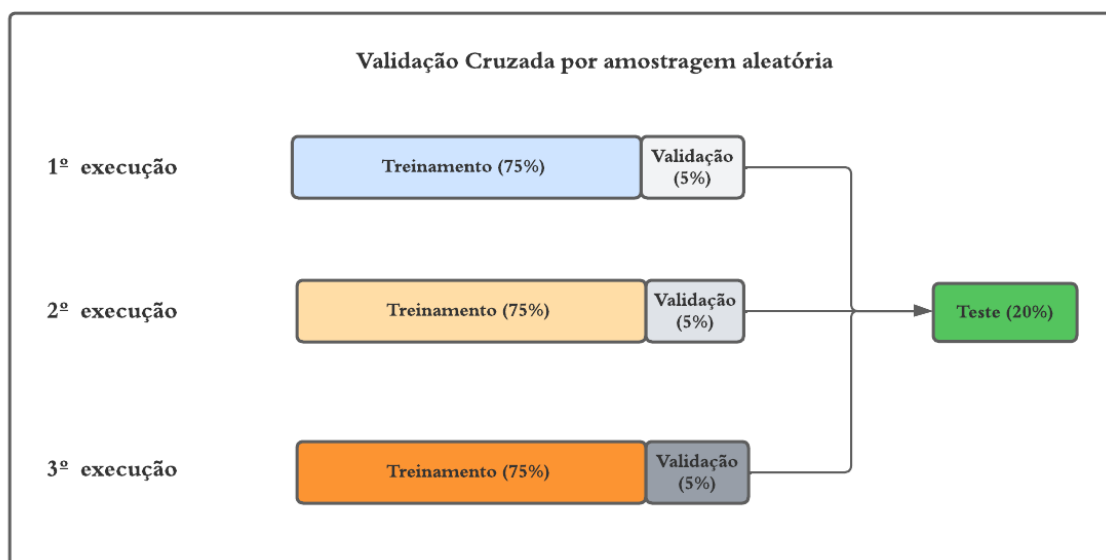 Validação Cruzada por amostragem aleatória
1º execução
Treinamento (75%)
Validação
(5%)
2º execução
Treinamento (75%)
Validação
(5%)
Teste (20%)
3º execução
Treinamento (75%)
Validação
(5%)